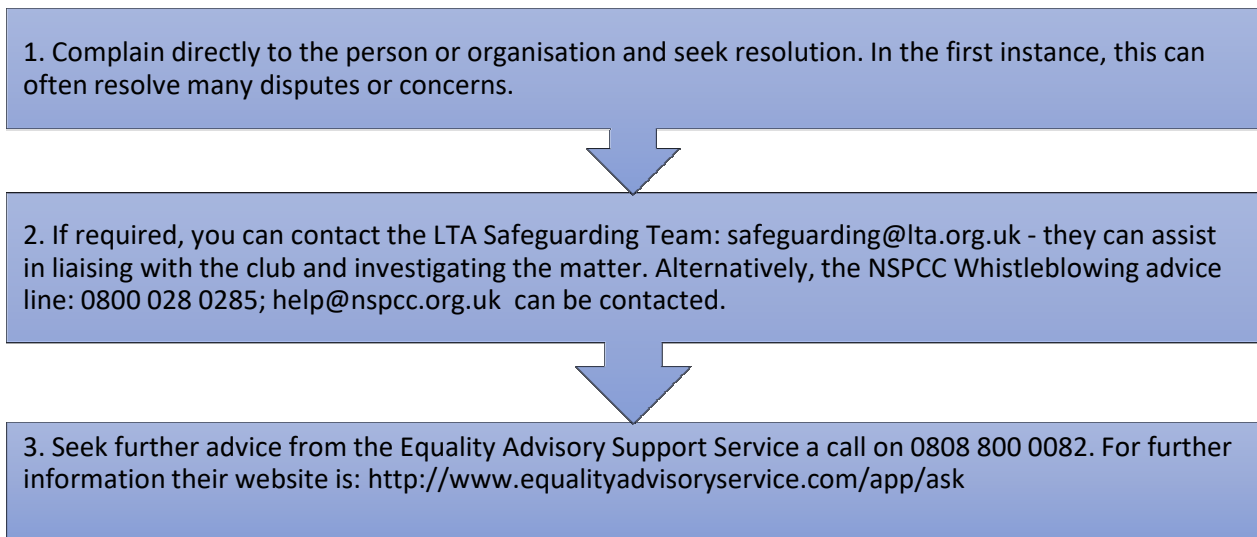 1. Complain directly to the person or organisation and seek resolution. In the first instance, this can
often resolve many disputes or concerns.
2. If required, you can contact the LTA Safeguarding Team: safeguarding@lta.org.uk - they can assist
in liaising with the club and investigating the matter. Alternatively, the NSPCC Whistleblowing advice
line: 0800 028 0285; help@nspcc.org.uk  can be contacted.
3. Seek further advice from the Equality Advisory Support Service a call on 0808 800 0082. For further
information their website is: http://www.equalityadvisoryservice.com/app/ask